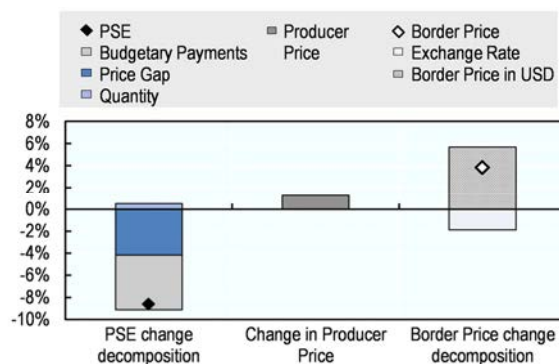 PSE
Budgetary Payments
Price Gap
Quantity
Producer
Price
Border Price
Exchange Rate
Border Price in USD
8%
6%
4%
2%
0%
-2%
-4%
-6%
-8%
-10%
PSE change
decomposition
Change in Producer
Price
Border Price change
decomposition